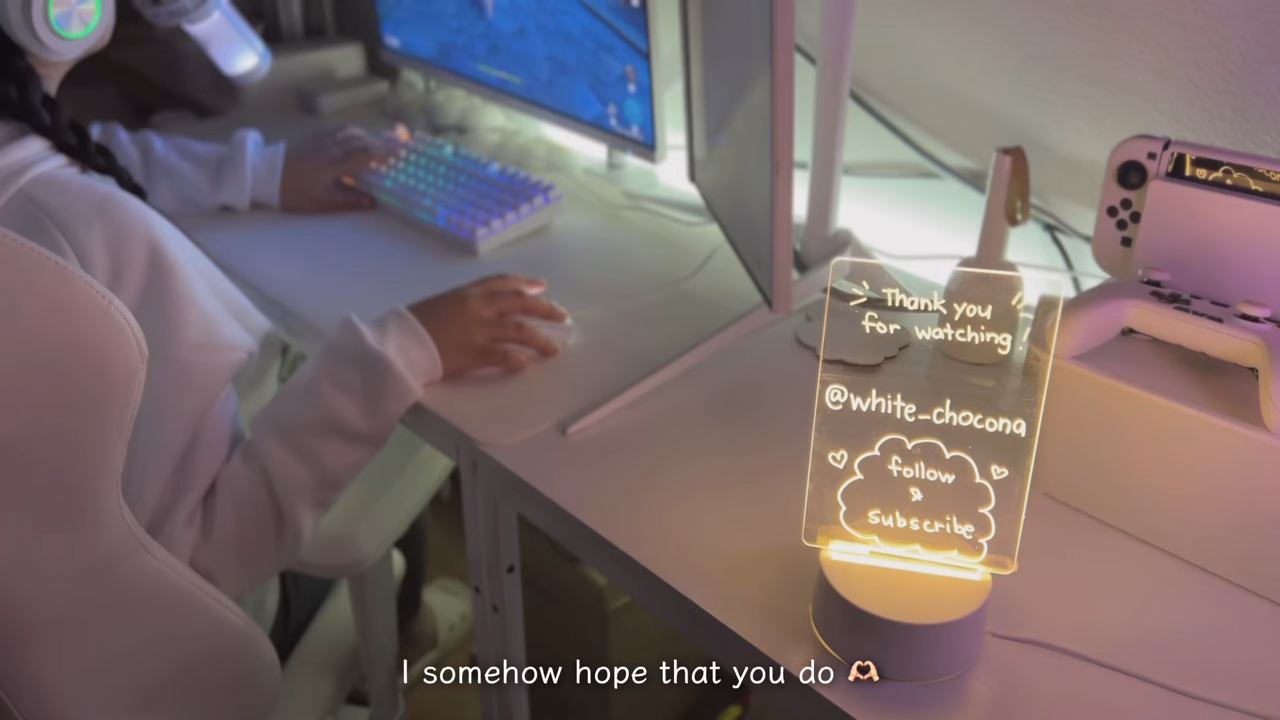 Thank you
for watching!
@white_chocona
follow
&
subscribe
I somehow hope that you do 🫶🏻